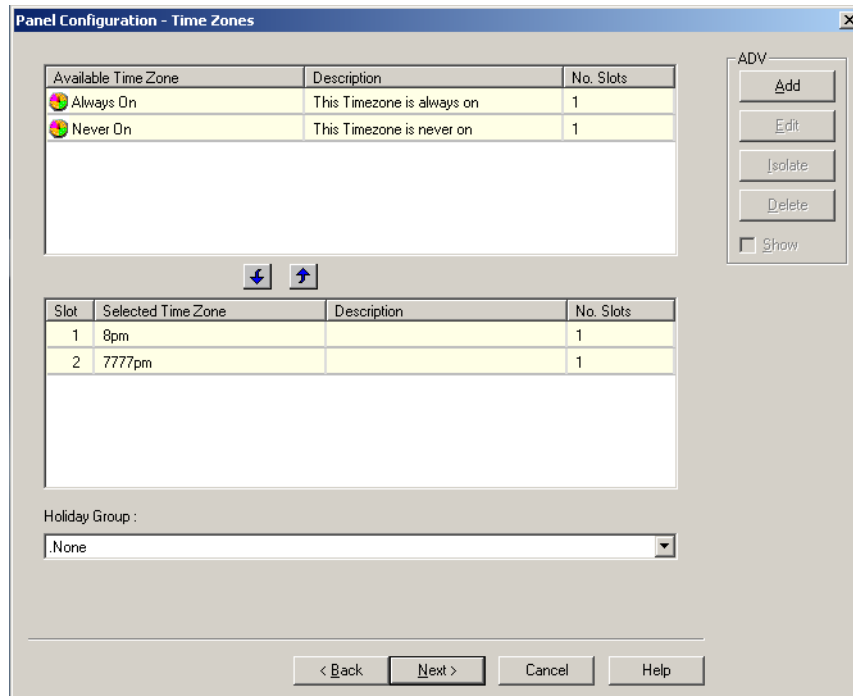 Panel Configuration - Time Zones
ADV
Available Time Zone Description No. Slots
Add
Always On This Timezone is always on 1
Never On This Timezone is never on 1
Edit
Isolate
Delete
Show
Slot Selected Time Zone Description No. Slots
1 8pm 1
2 7777pm 1
Holiday Group :
.None
< Back Next > Cancel Help